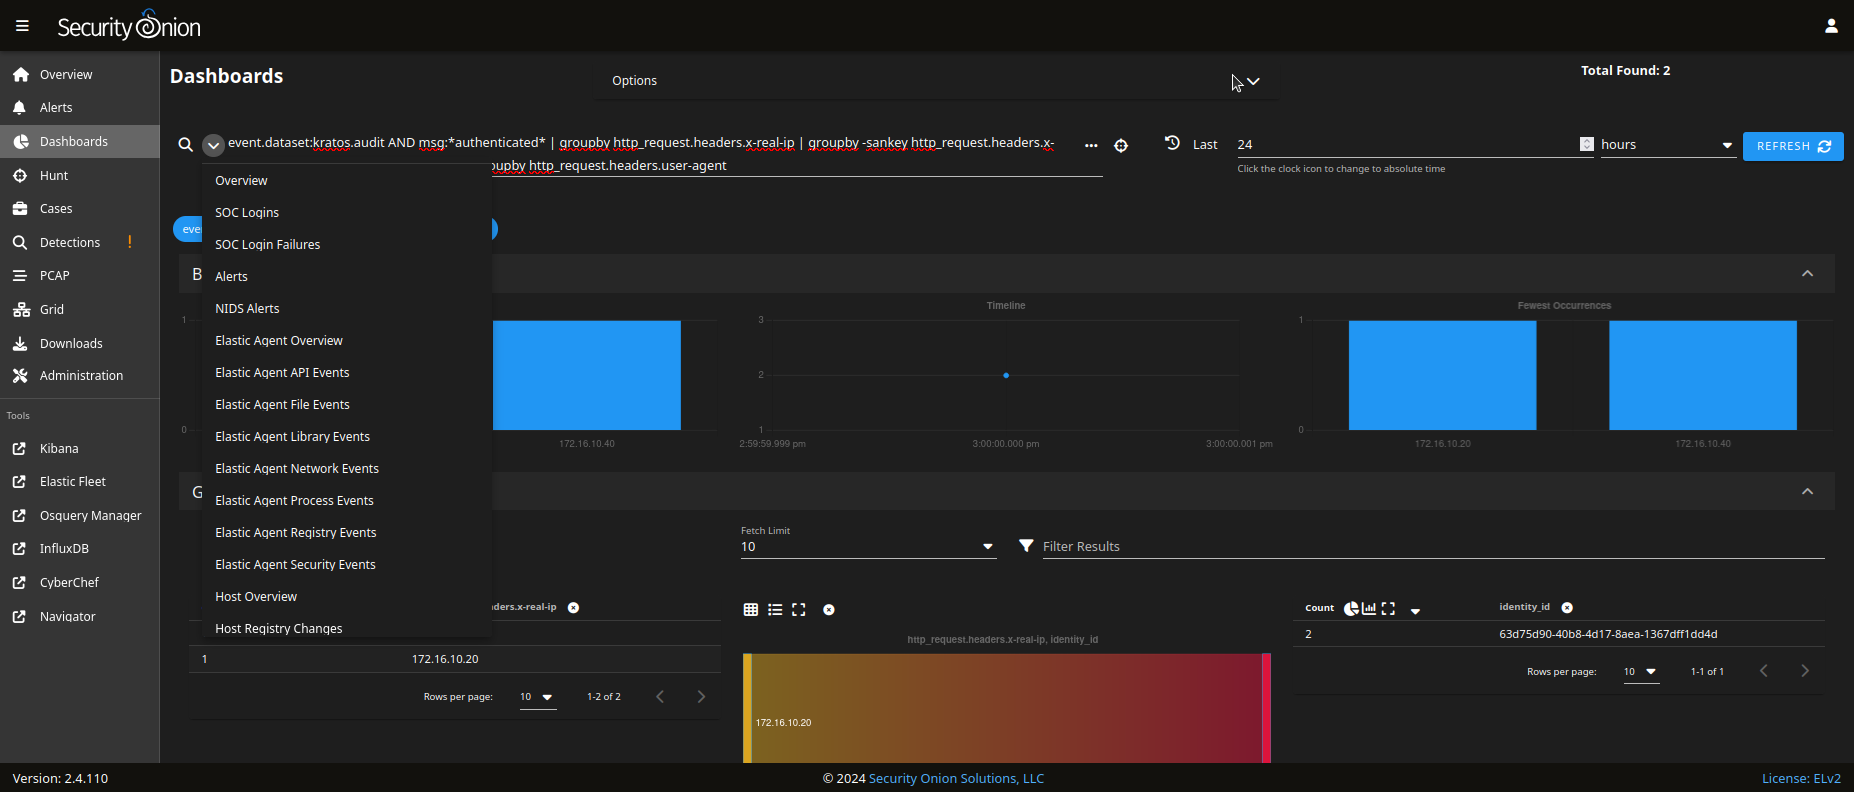 Security Onion
Overview
Alerts
Dashboards
Hunt
Cases
Detections
!
PCAP
Grid
Downloads
Administration
Tools
Kibana
Elastic Fleet
Osquery Manager
InfluxDB
CyberChef
Navigator
Dashboards
Options
Total Found: 2
event.dataset:kratos.audit AND msg:*authenticated* | groupby http_request.headers.x-real-ip | groupby -sankey http_request.headers.x-
oupby http_request.headers.user-agent
Last
24
hours
REFRESH
Click the clock icon to change to absolute time
Overview
SOC Logins
SOC Login Failures
Alerts
NIDS Alerts
Elastic Agent Overview
Elastic Agent API Events
Elastic Agent File Events
Elastic Agent Library Events
Elastic Agent Network Events
Elastic Agent Process Events
Elastic Agent Registry Events
Elastic Agent Security Events
Host Overview
Host Registry Changes
eve
B
1
0
172.16.10.40
Timeline
3
2
1
2:59:59.999 pm
3:00:00.000 pm
3:00:00.001 pm
Fewest Occurrences
1
0
172.16.10.20
172.16.10.40
G
Fetch Limit
10
Filter Results
ders.x-real-ip
1
172.16.10.20
Rows per page:
10
1-2 of 2
http_request.headers.x-real-ip, identity_id
172.16.10.20
Count
identity_id
2
63d75d90-40b8-4d17-8aea-1367dff1dd4d
Rows per page:
10
1-1 of 1
Version: 2.4.110
© 2024 Security Onion Solutions, LLC
License: ELv2